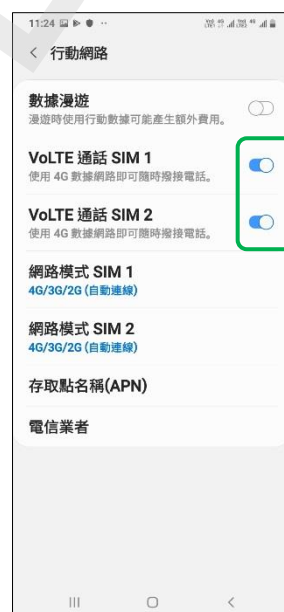 11:24
行動網路
數據漫遊
漫遊時使用行動數據可能產生額外費用。
VoLTE 通話 SIM 1
使用 4G 數據網路即可隨時撥接電話。
VoLTE 通話 SIM 2
使用 4G 數據網路即可隨時撥接電話。
網路模式 SIM 1
4G/3G/2G (自動連線)
網路模式 SIM 2
4G/3G/2G (自動連線)
存取點名稱(APN)
電信業者